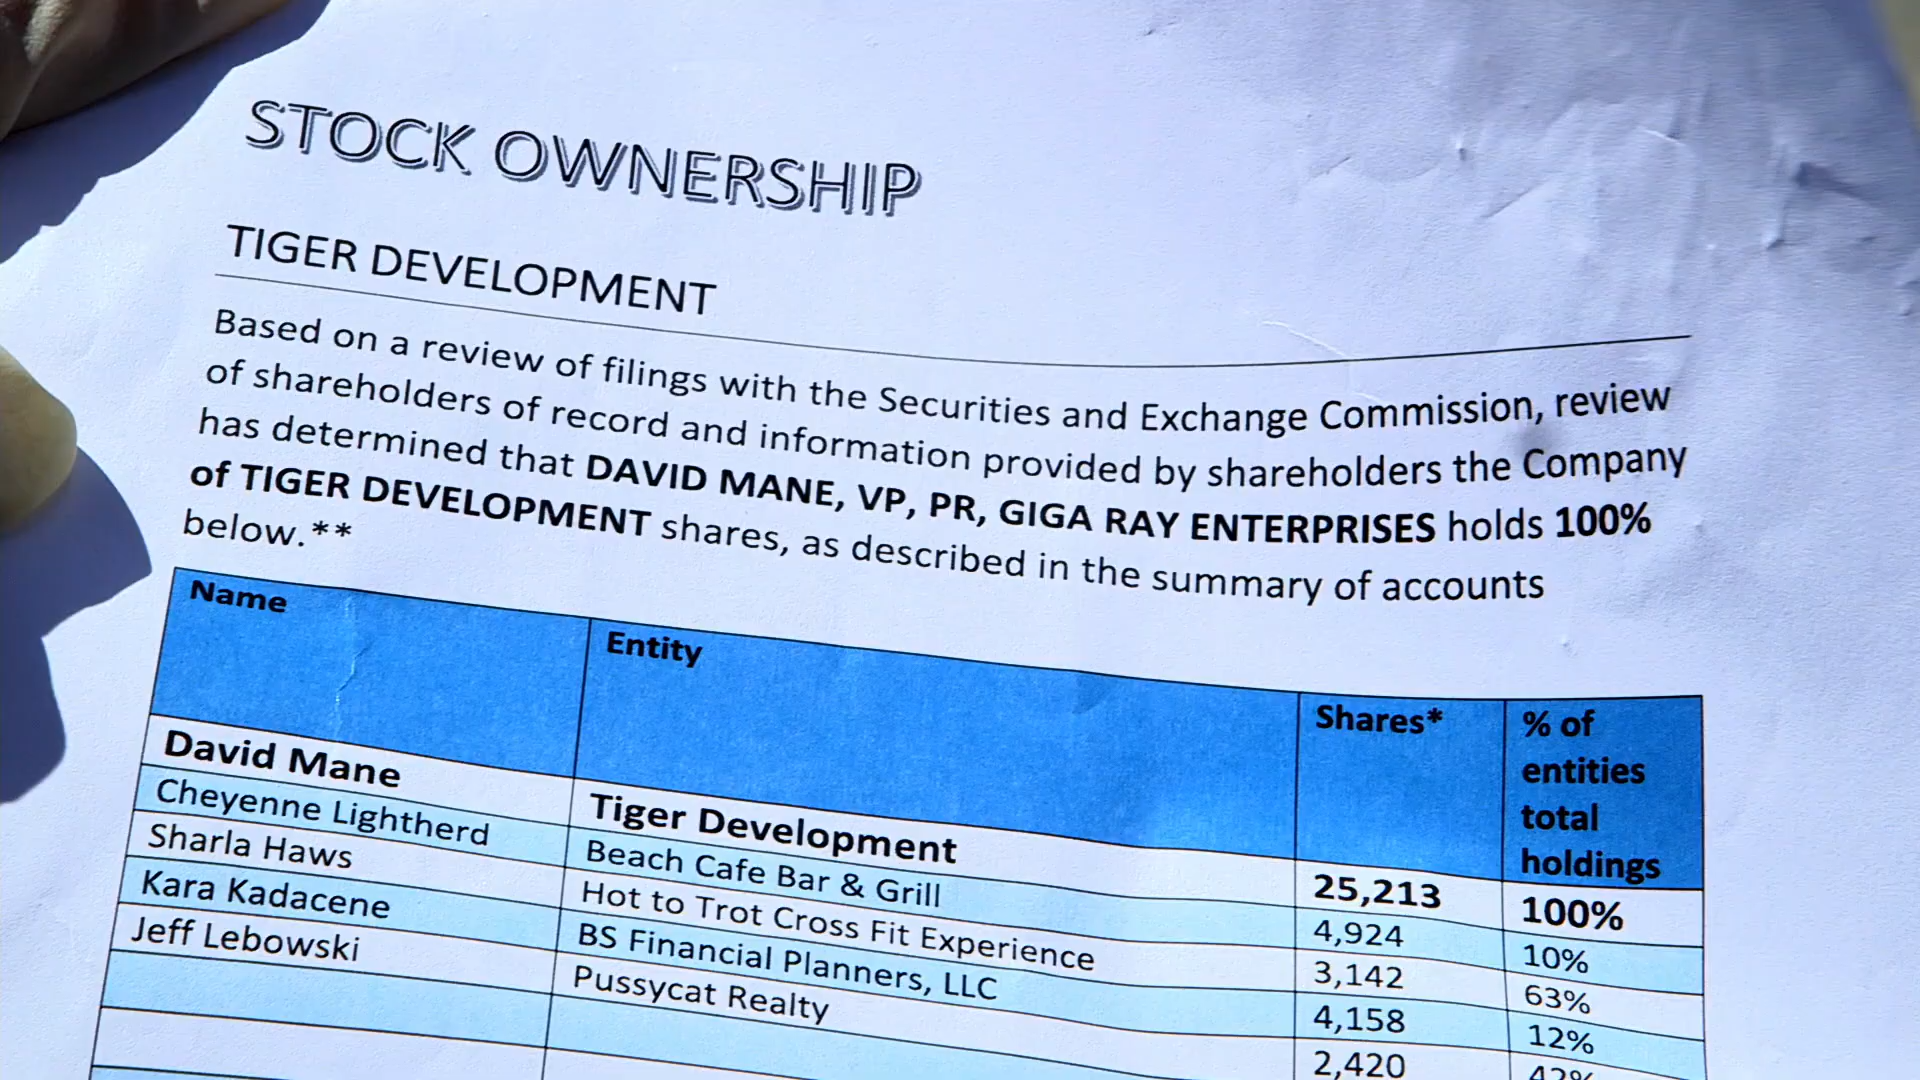 STOCK OWNERSHIP
TIGER DEVELOPMENT
Based on a review of filings with the Securities and Exchange Commission, review
of shareholders of record and information provided by shareholders the Company
has determined that DAVID MANE, VP, PR, GIGA RAY ENTERPRISES holds 100%
of TIGER DEVELOPMENT shares, as described in the summary of accounts
below.**
Name Entity Shares* % of
entities
total
holdings
David Mane Tiger Development 25,213 100%
Cheyenne Lightherd Beach Cafe Bar & Grill 4,924 10%
Sharla Haws Hot to Trot Cross Fit Experience 3,142 63%
Kara Kadacene BS Financial Planners, LLC 4,158 12%
Jeff Lebowski Pussycat Realty 2,420 42%